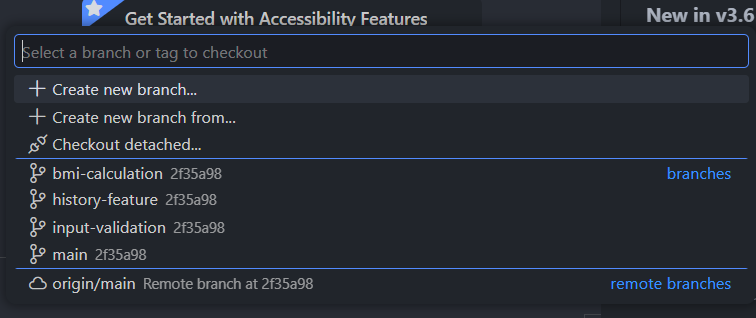 Get Started with Accessibility Features
New in v3.6
Select a branch or tag to checkout
Create new branch...
Create new branch from...
Checkout detached...
bmi-calculation 2f35a98 branches
history-feature 2f35a98
input-validation 2f35a98
main 2f35a98
origin/main Remote branch at 2f35a98 remote branches